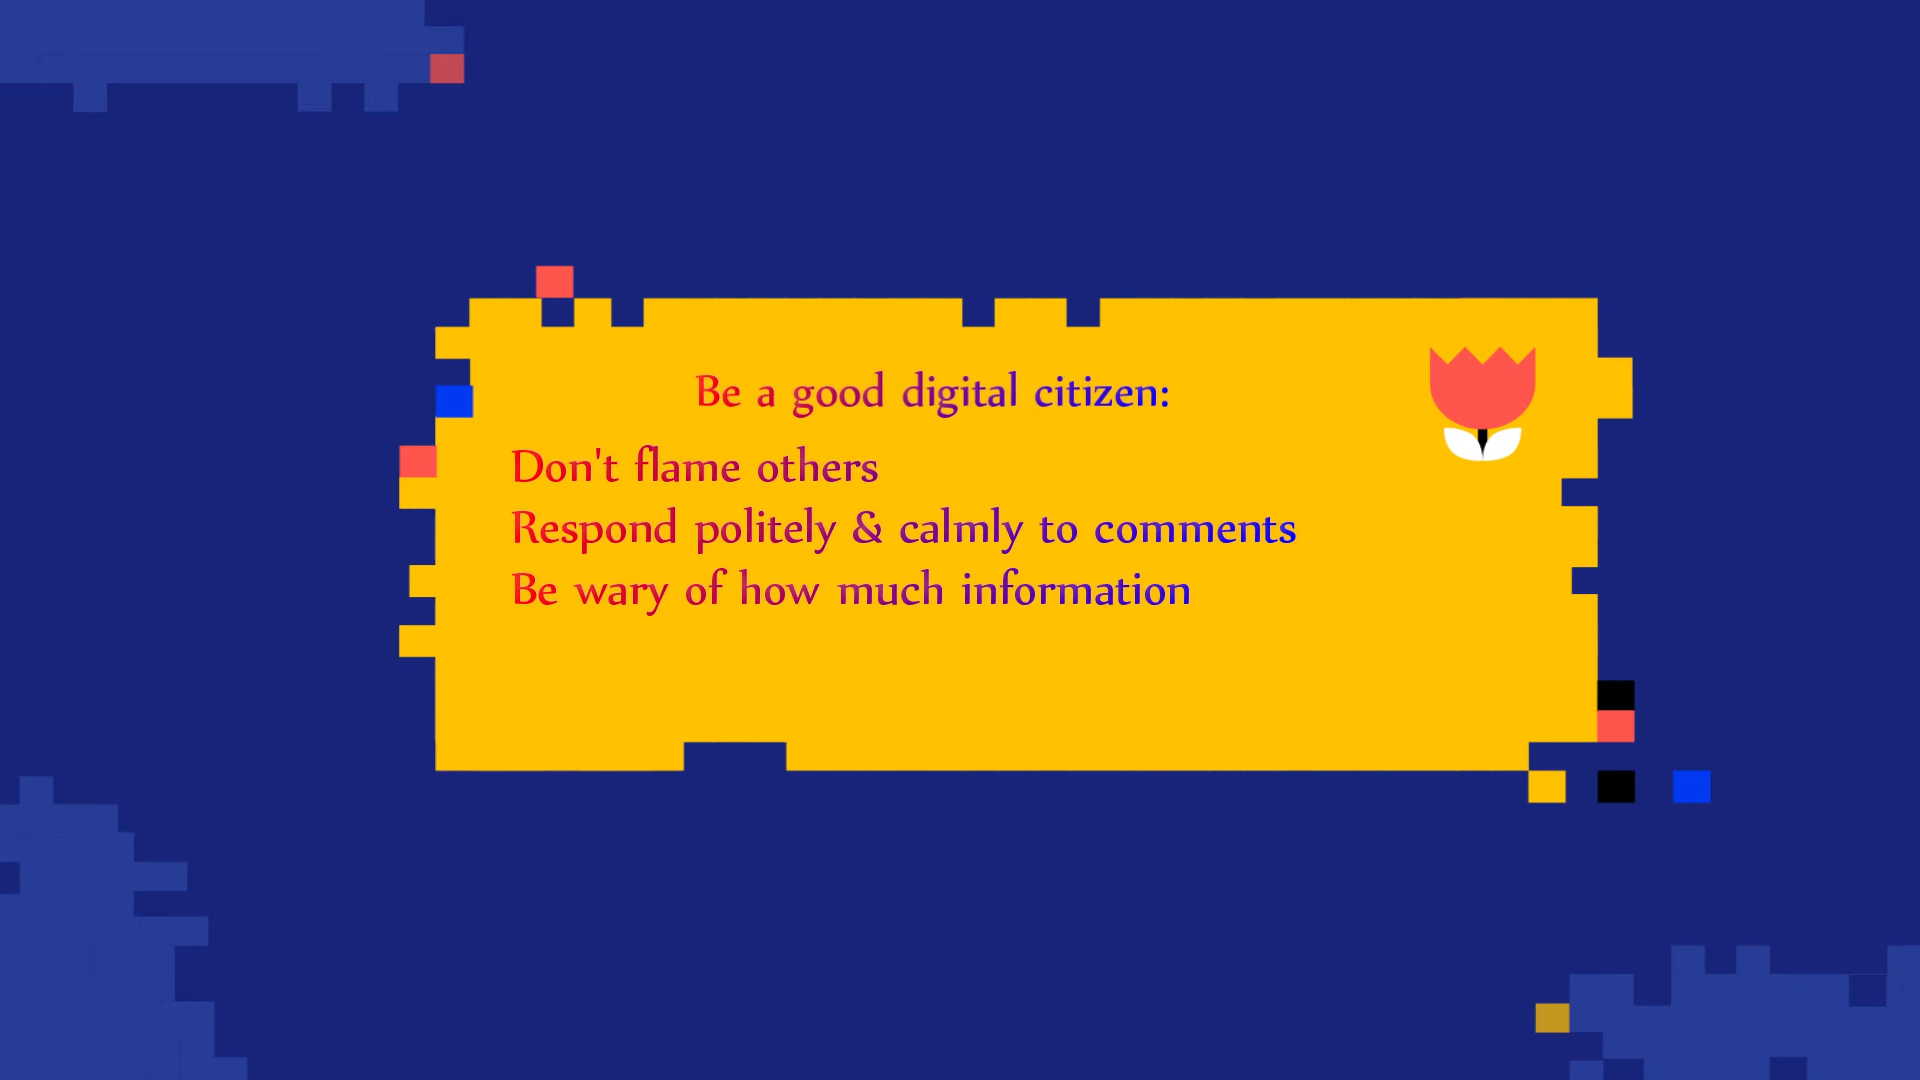 Be a good digital citizen:
Don't flame others
Respond politely & calmly to comments
Be wary of how much information